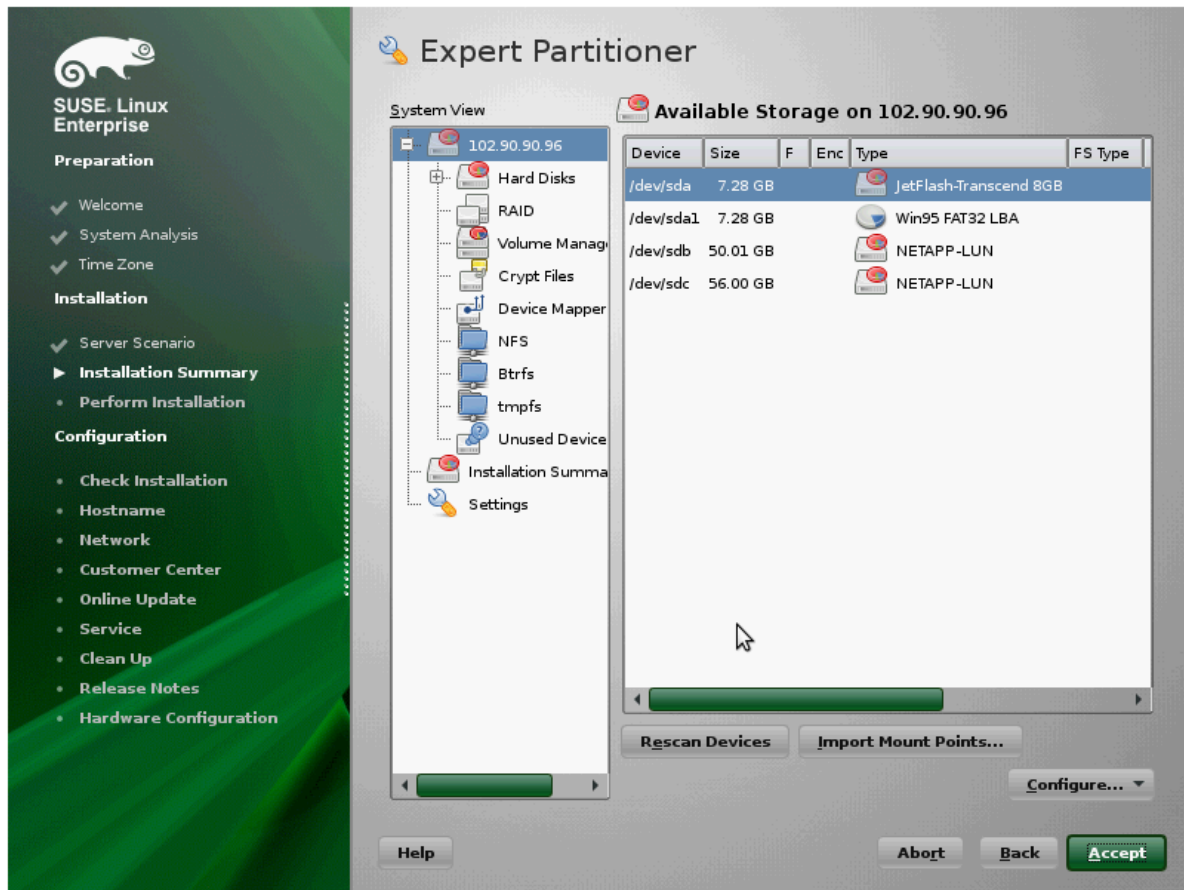 SUSE. Linux
Enterprise
Preparation
Welcome
System Analysis
Time Zone
Installation
Server Scenario
Installation Summary
Perform Installation
Configuration
Check Installation
Hostname
Network
Customer Center
Online Update
Service
Clean Up
Release Notes
Hardware Configuration
Expert Partitioner
System View
102.90.90.96
Hard Disks
RAID
Volume Manag
Crypt Files
Device Mapper
NFS
Btrfs
tmpfs
Unused Device
Installation Summa
Settings
Available Storage on 102.90.90.96
Device Size F Enc Type FS Type
/dev/sda 7.28 GB JetFlash-Transcend 8GB
/dev/sda1 7.28 GB Win95 FAT32 LBA
/dev/sdb 50.01 GB NETAPP-LUN
/dev/sdc 56.00 GB NETAPP-LUN
Rescan Devices Import Mount Points...
Configure...
Help Abort Back Accept